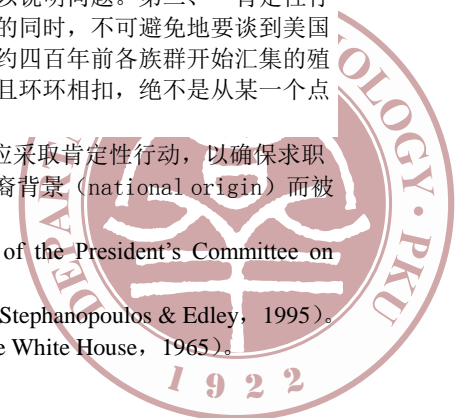 以说明问题。第三、“肯定性行
的同时，不可避免地要谈到美国
约四百年前各族群开始汇集的殖
且环环相扣，绝不是从某一个点
应采取肯定性行动，以确保求职
裔背景（national origin）而被
of the President’s Committee on
Stephanopoulos & Edley，1995）。
e White House，1965）。
DEPAR
OLOGY · PKU
1922